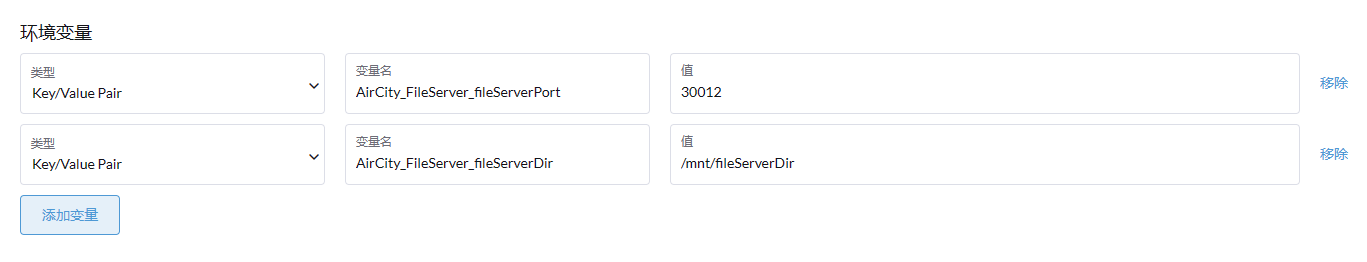 环境变量
类型
Key/Value Pair
变量名
AirCity_FileServer_fileServerPort
值
30012
移除
类型
Key/Value Pair
变量名
AirCity_FileServer_fileServerDir
值
/mnt/fileServerDir
移除
添加变量